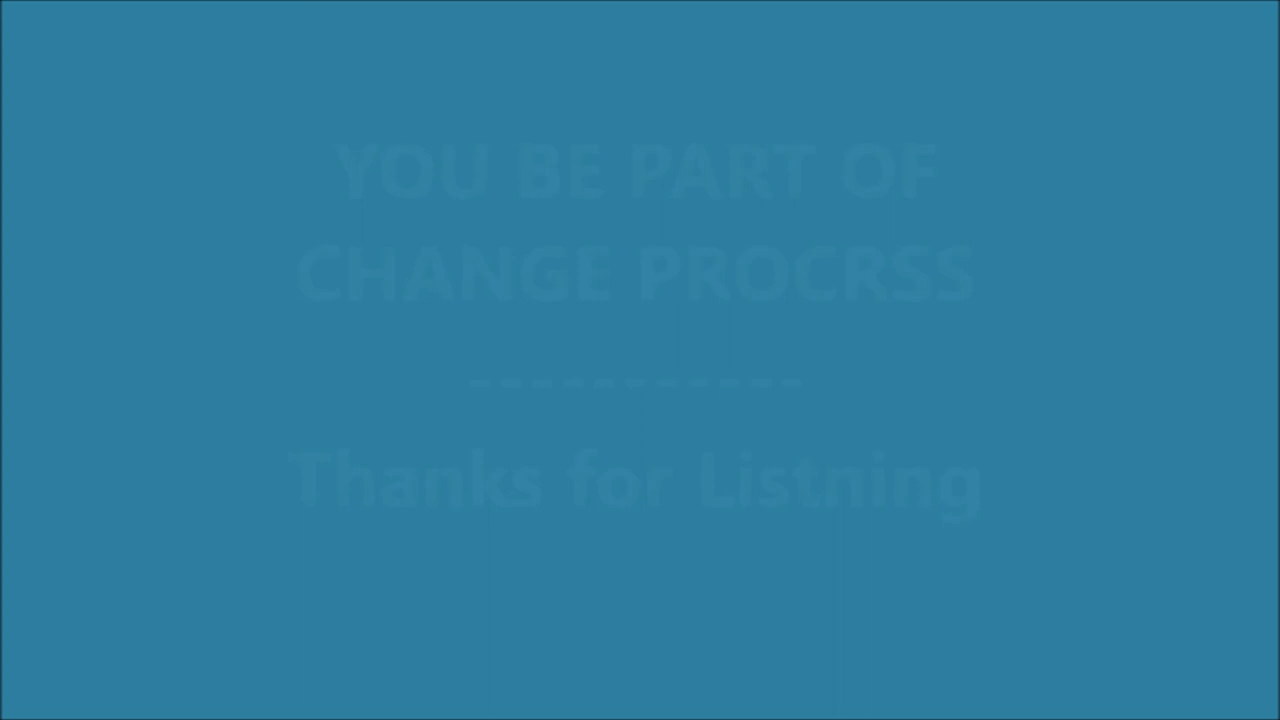 YOU BE PART OF
CHANGE PROCRSS
-----------
Thanks for Listning